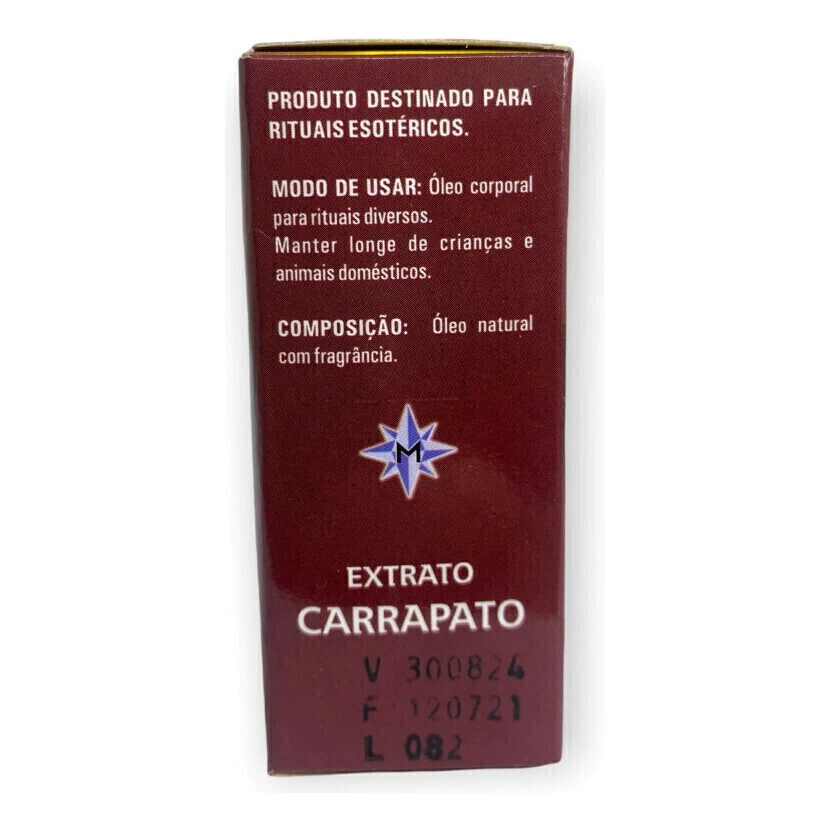 PRODUTO DESTINADO PARA
RITUAIS ESOTÉRICOS.
MODO DE USAR: Óleo corporal
para rituais diversos.
Manter longe de crianças e
animais domésticos.
COMPOSIÇÃO: Óleo natural
com fragrância.
M
EXTRATO
CARRAPATO
V 300824
F 120721
L 082